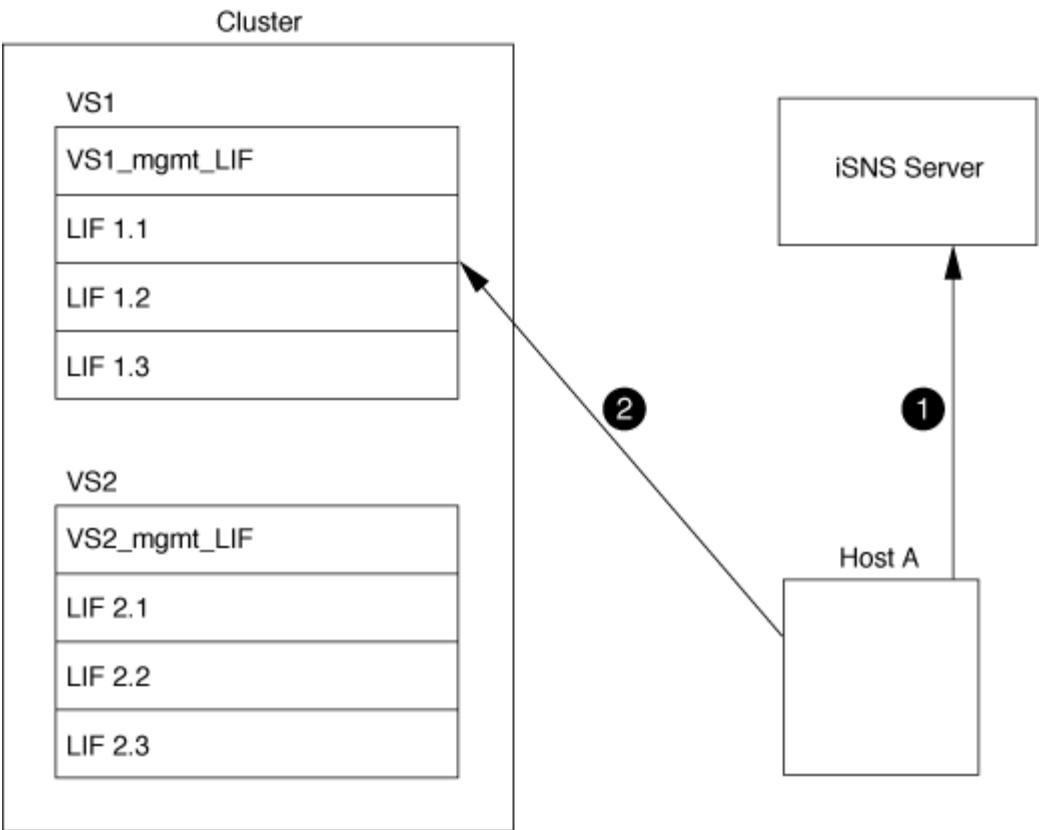 Cluster
VS1
VS1_mgmt_LIF
LIF 1.1
LIF 1.2
LIF 1.3
VS2
VS2_mgmt_LIF
LIF 2.1
LIF 2.2
LIF 2.3
iSNS Server
2
1
Host A